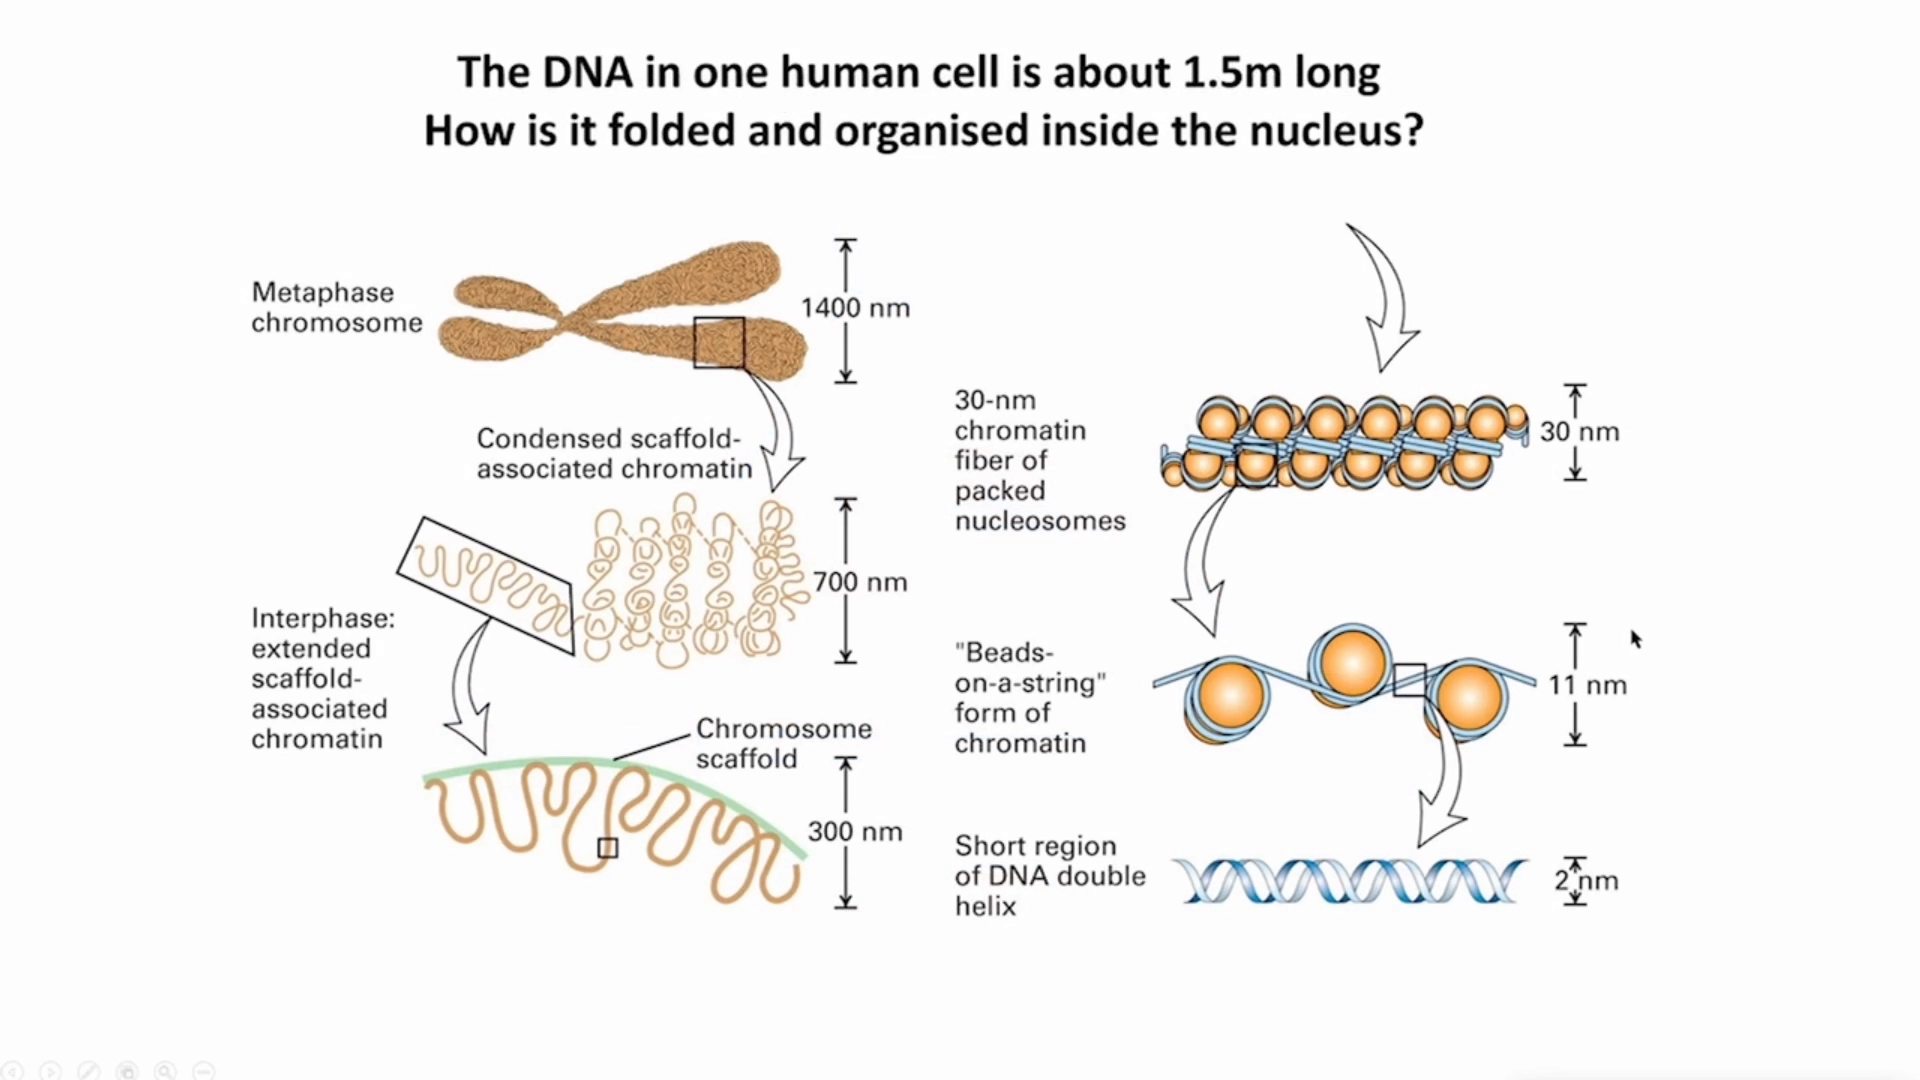 The DNA in one human cell is about 1.5m long
How is it folded and organised inside the nucleus?
Metaphase
chromosome
1400 nm
Condensed scaffold-
associated chromatin
700 nm
Interphase:
extended
scaffold-
associated
chromatin
Chromosome
scaffold
300 nm
30-nm
chromatin
fiber of
packed
nucleosomes
30 nm
"Beads-
on-a-string"
form of
chromatin
11 nm
Short region
of DNA double
helix
2 nm